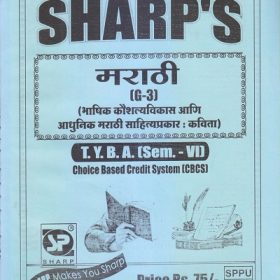 SHARP'S
मराठी
(G-3)
(भाषिक कौशल्यविकास आणि
आधुनिक मराठी साहित्यप्रकार : कविता)
T.Y.B.A. (Sem. - VI)
Choice Based Credit System (CBCS)
SP
SHARP
Makes You Sharp
Price Rs. 75/-
SPPU